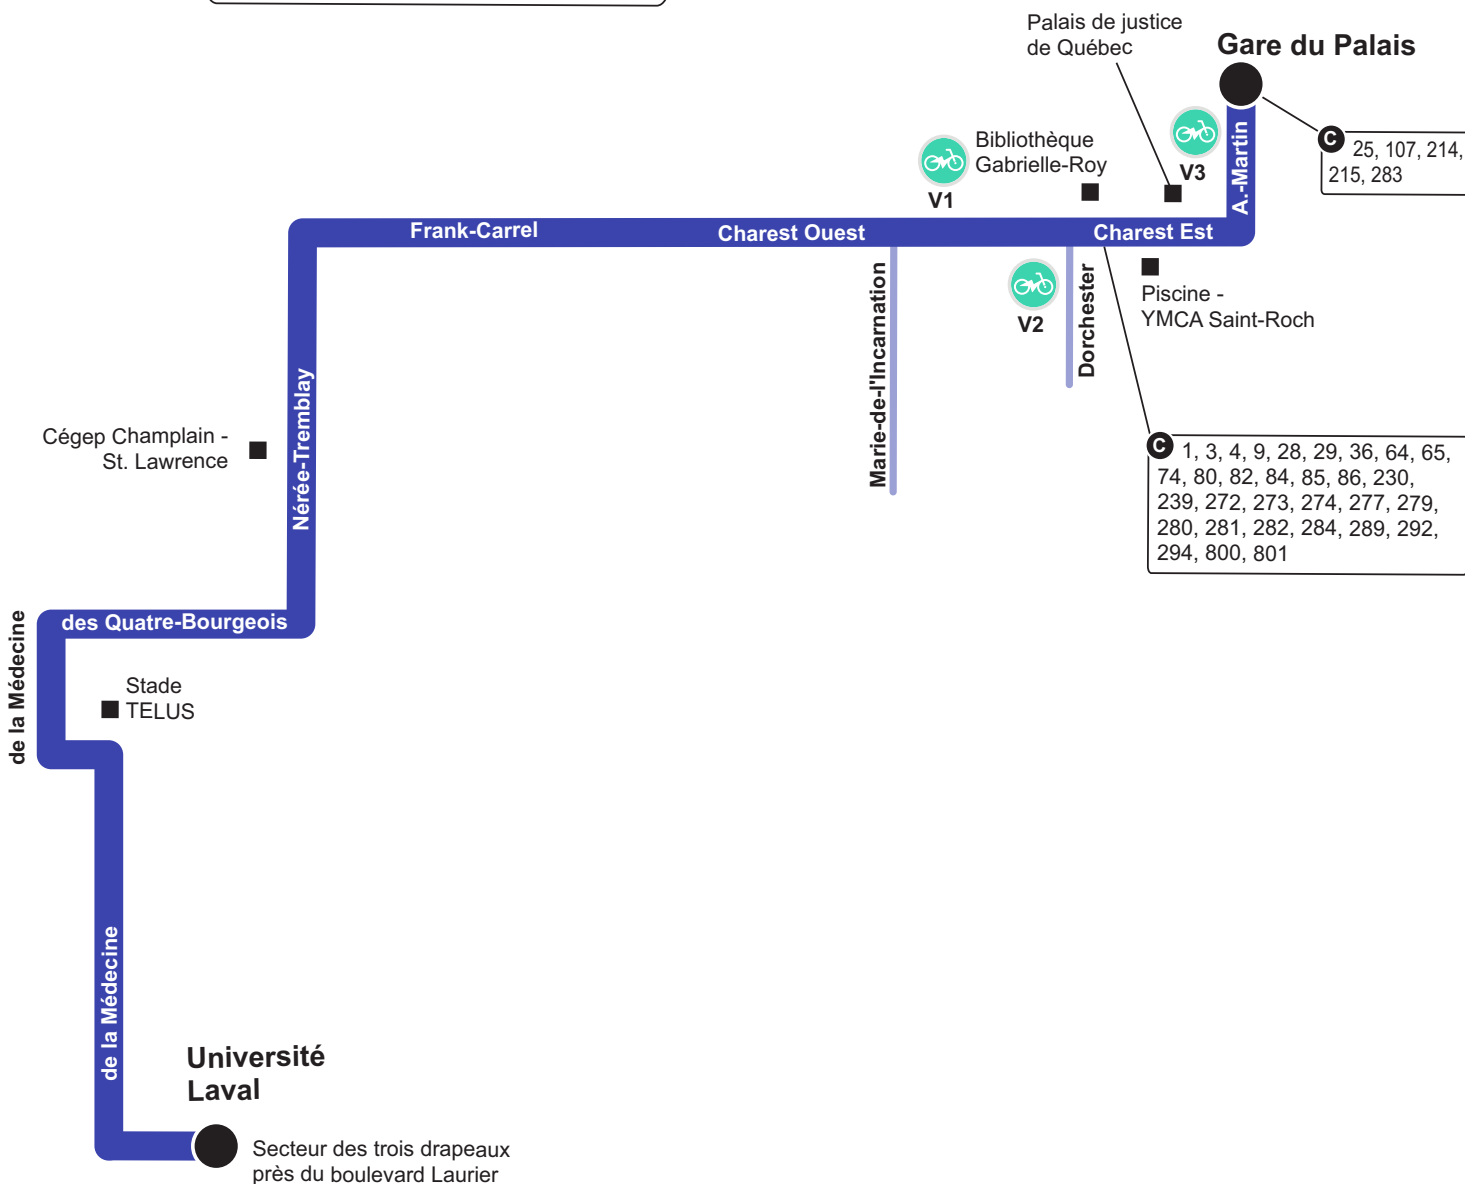 Palais de justice
de Québec
Gare du Palais
Bibliothèque
Gabrielle-Roy
V1
V3
A.-Martin
C 25, 107, 214,
215, 283
Frank-Carrel
Charest Ouest
Charest Est
Marie-de-l'Incarnation
V2
Dorchester
Piscine -
YMCA Saint-Roch
Nérée-Tremblay
Cégep Champlain -
St. Lawrence
C 1, 3, 4, 9, 28, 29, 36, 64, 65,
74, 80, 82, 84, 85, 86, 230,
239, 272, 273, 274, 277, 279,
280, 281, 282, 284, 289, 292,
294, 800, 801
des Quatre-Bourgeois
de la Médecine
Stade
TELUS
de la Médecine
Université
Laval
Secteur des trois drapeaux
près du boulevard Laurier